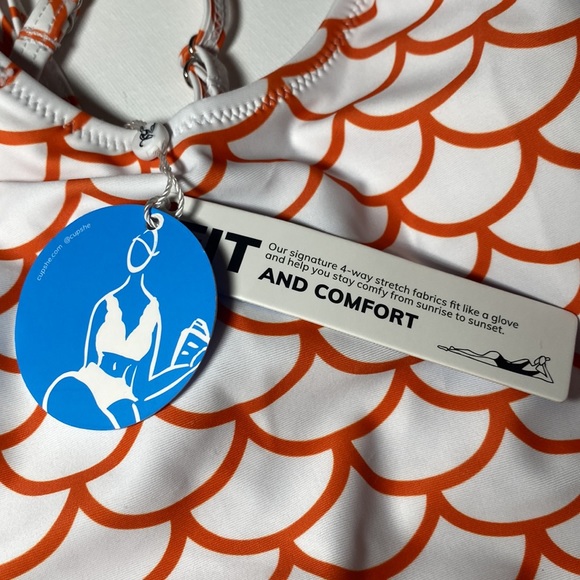 cupshe.com @cupshe
FIT
AND COMFORT
Our signature 4-way stretch fabrics fit like a glove
and help you stay comfy from sunrise to sunset.